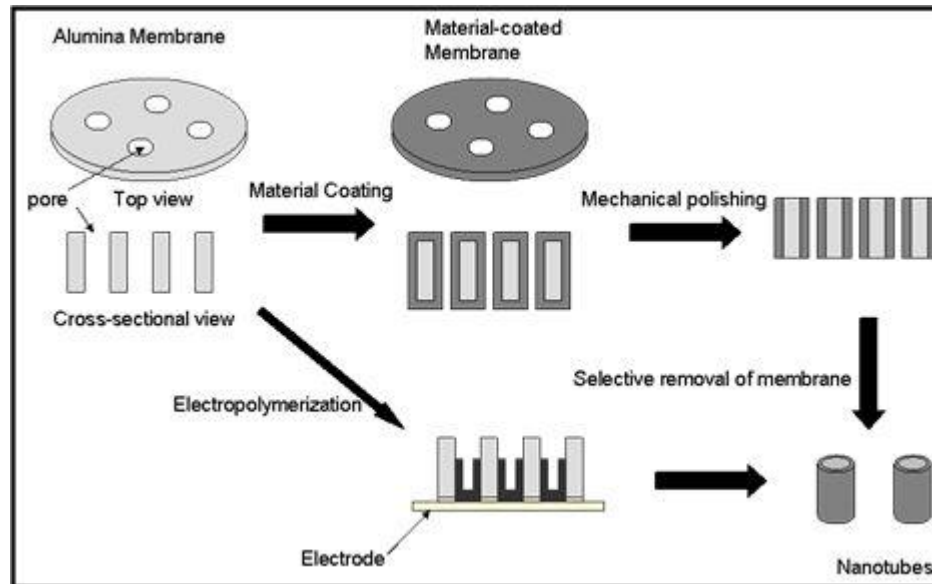 Alumina Membrane
Material-coated
Membrane
pore
Top view
Material Coating
Mechanical polishing
Cross-sectional view
Selective removal of membrane
Electropolymerization
Electrode
Nanotubes